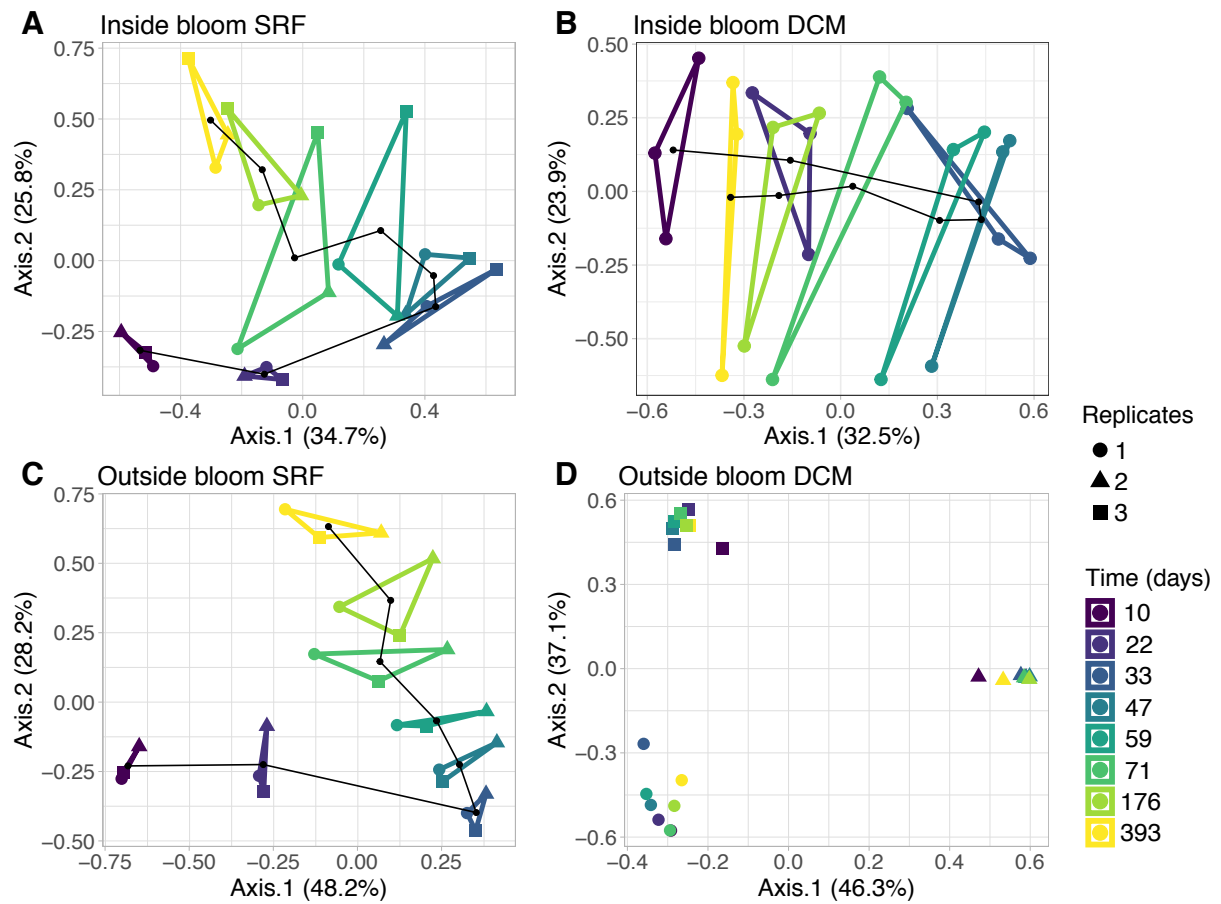 A Inside bloom SRF
0.75
0.50
0.25
0.00
−0.25
Axis.2 (25.8%)
−0.4 0.0 0.4
Axis.1 (34.7%)
B Inside bloom DCM
0.50
0.25
0.00
−0.25
−0.50
Axis.2 (23.9%)
−0.6 −0.3 0.0 0.3 0.6
Axis.1 (32.5%)
C Outside bloom SRF
0.75
0.50
0.25
0.00
−0.25
−0.50
Axis.2 (28.2%)
−0.75 −0.50 −0.25 0.00 0.25
Axis.1 (48.2%)
D Outside bloom DCM
0.6
0.3
0.0
−0.3
−0.6
Axis.2 (37.1%)
−0.4 −0.2 0.0 0.2 0.4 0.6
Axis.1 (46.3%)
Replicates
1
2
3
Time (days)
10
22
33
47
59
71
176
393